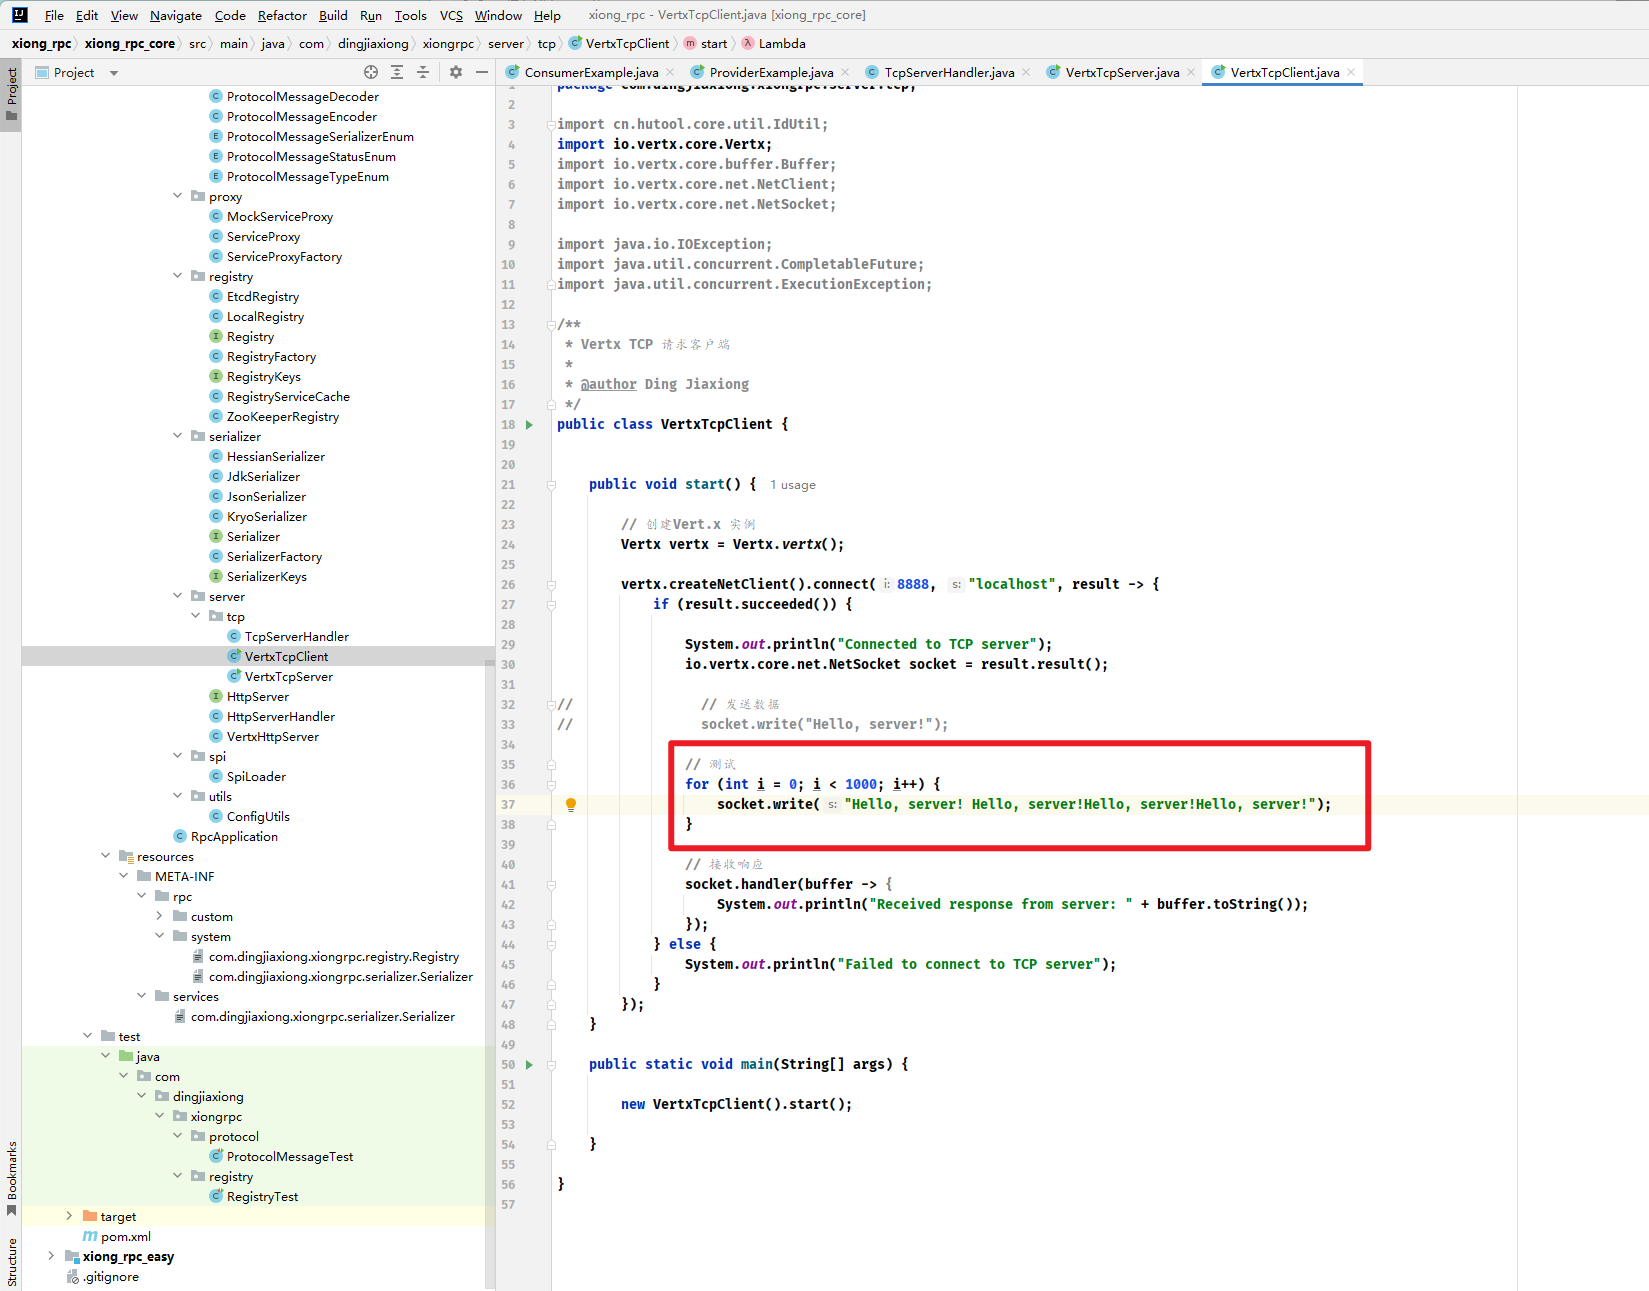 File Edit View Navigate Code Refactor Build Run Tools VCS Window Help xiong_rpc - VertxTcpClient.java [xiong_rpc_core]
xiong_rpc xiong_rpc_core src main java com dingjiaxiong xiongrpc server tcp VertxTcpClient start Lambda
Project
ConsumerExample.java ProviderExample.java TcpServerHandler.java VertxTcpServer.java VertxTcpClient.java
Project
Bookmarks
Structure
ProtocolMessageDecoder
ProtocolMessageEncoder
ProtocolMessageSerializerEnum
ProtocolMessageStatusEnum
ProtocolMessageTypeEnum
proxy
MockServiceProxy
ServiceProxy
ServiceProxyFactory
registry
EtcdRegistry
LocalRegistry
Registry
RegistryFactory
RegistryKeys
RegistryServiceCache
ZooKeeperRegistry
serializer
HessianSerializer
JdkSerializer
JsonSerializer
KryoSerializer
Serializer
SerializerFactory
SerializerKeys
server
tcp
TcpServerHandler
VertxTcpClient
VertxTcpServer
HttpServer
HttpServerHandler
VertxHttpServer
spi
SpiLoader
utils
ConfigUtils
RpcApplication
resources
META-INF
rpc
custom
system
com.dingjiaxiong.xiongrpc.registry.Registry
com.dingjiaxiong.xiongrpc.serializer.Serializer
services
com.dingjiaxiong.xiongrpc.serializer.Serializer
test
java
com
dingjiaxiong
xiongrpc
protocol
ProtocolMessageTest
registry
RegistryTest
target
pom.xml
xiong_rpc_easy
.gitignore
1 package com.dingjiaxiong.xiongrpc.server.tcp;
2
3 import cn.hutool.core.util.IdUtil;
4 import io.vertx.core.Vertx;
5 import io.vertx.core.buffer.Buffer;
6 import io.vertx.core.net.NetClient;
7 import io.vertx.core.net.NetSocket;
8
9 import java.io.IOException;
10 import java.util.concurrent.CompletableFuture;
11 import java.util.concurrent.ExecutionException;
12
13 /**
14 * Vertx TCP 请求客户端
15 *
16 * @author Ding Jiaxiong
17 */
18 public class VertxTcpClient {
19
20
21 public void start() { 1 usage
22
23 // 创建Vert.x 实例
24 Vertx vertx = Vertx.vertx();
25
26 vertx.createNetClient().connect( i: 8888, s: "localhost", result -> {
27 if (result.succeeded()) {
28
29 System.out.println("Connected to TCP server");
30 io.vertx.core.net.NetSocket socket = result.result();
31
32 // // 发送数据
33 // socket.write("Hello, server!");
34
35 // 测试
36 for (int i = 0; i < 1000; i++) {
37 socket.write( s: "Hello, server! Hello, server!Hello, server!Hello, server!");
38 }
39
40 // 接收响应
41 socket.handler(buffer -> {
42 System.out.println("Received response from server: " + buffer.toString());
43 });
44 } else {
45 System.out.println("Failed to connect to TCP server");
46 }
47 });
48 }
49
50 public static void main(String[] args) {
51
52 new VertxTcpClient().start();
53
54 }
55
56 }
57